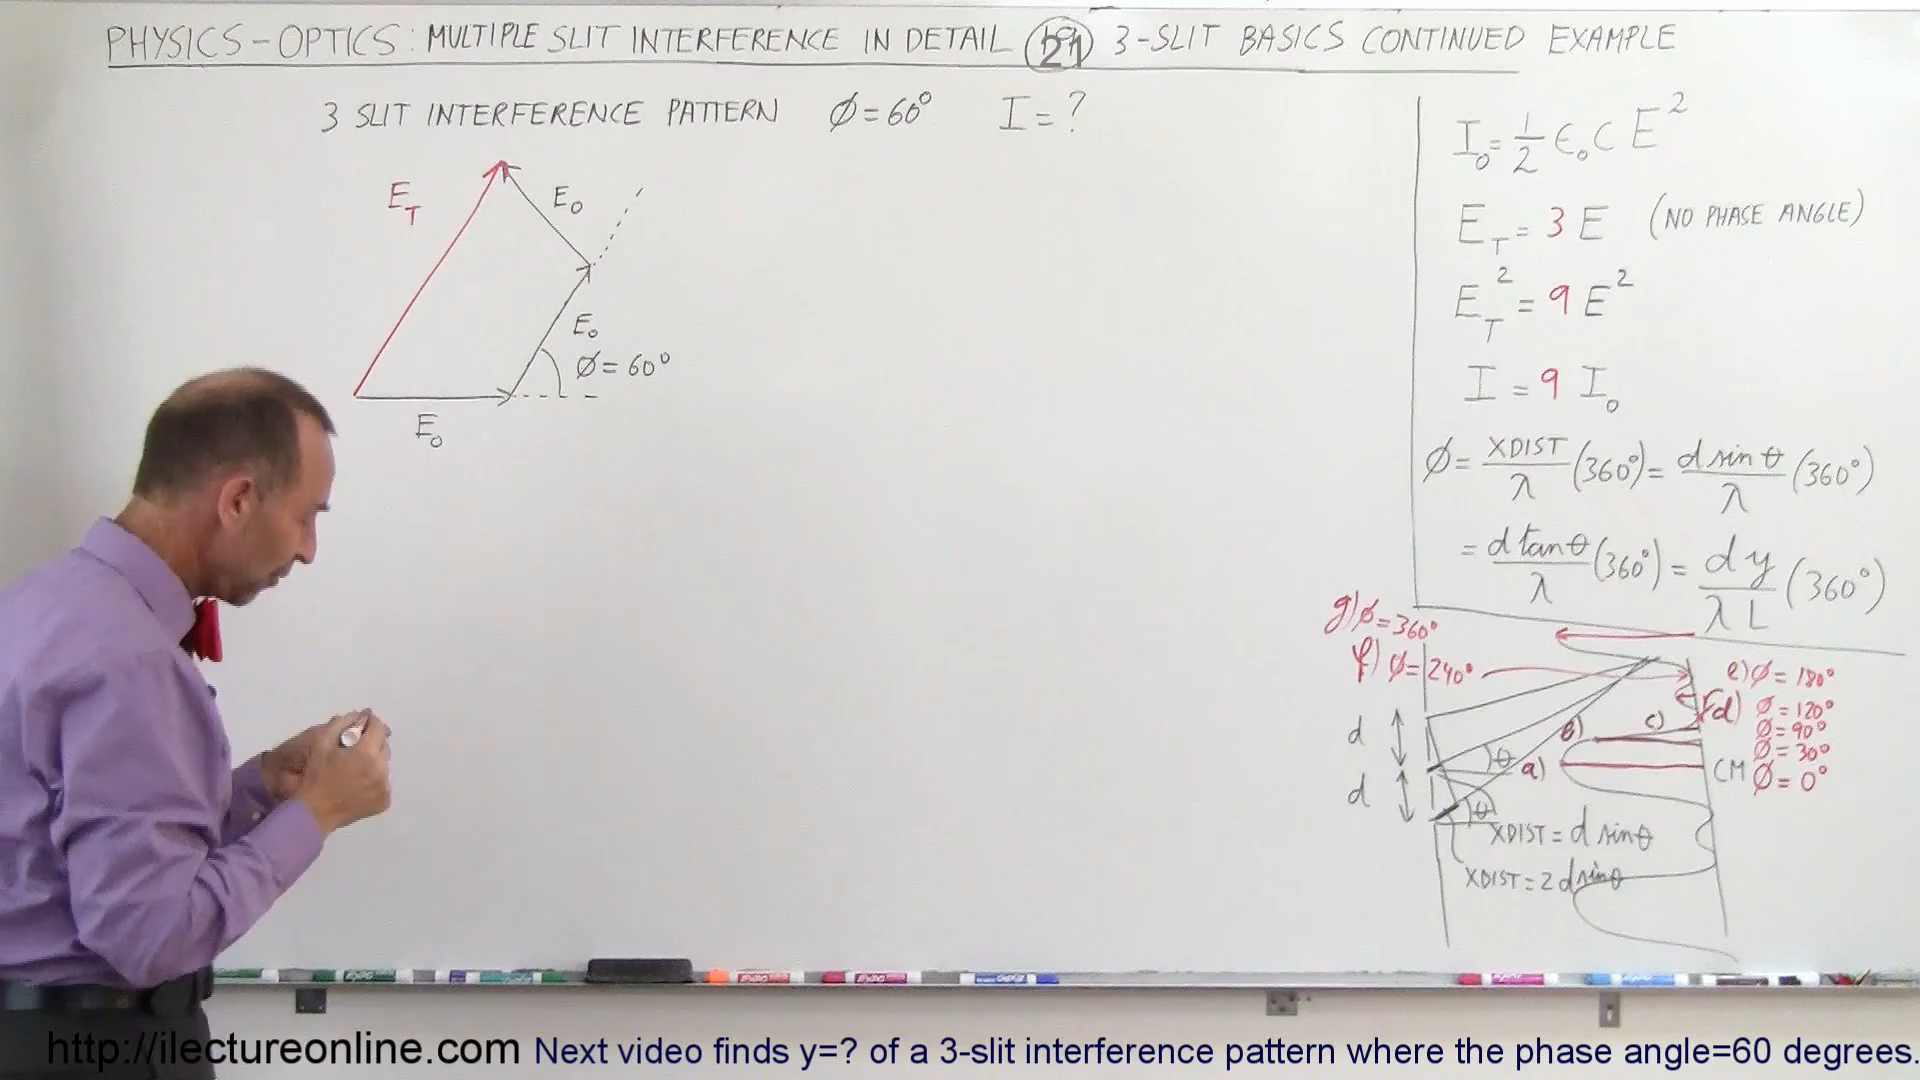 PHYSICS - OPTICS: MULTIPLE SLIT INTERFERENCE IN DETAIL 21 3-SLIT BASICS CONTINUED EXAMPLE
3 SLIT INTERFERENCE PATTERN ∅ = 60° I = ?
E_T
E_0
E_0
∅ = 60°
E_0
I_0 = 1/2 ϵ_0 C E²
E_T = 3 E (NO PHASE ANGLE)
E_T² = 9 E²
I = 9 I_0
∅ = XDIST/λ (360°) = d sin θ/λ (360°)
= d tan θ/λ (360°) = d y/λ L (360°)
g) ∅ = 360°
f) ∅ = 240°
e) ∅ = 180°
d) ∅ = 120°
c)
b)
∅ = 90°
∅ = 30°
a)
CM ∅ = 0°
d
d
θ
θ
XDIST = d sin θ
XDIST = 2 d sin θ
http://ilectureonline.com Next video finds y=? of a 3-slit interference pattern where the phase angle=60 degrees.